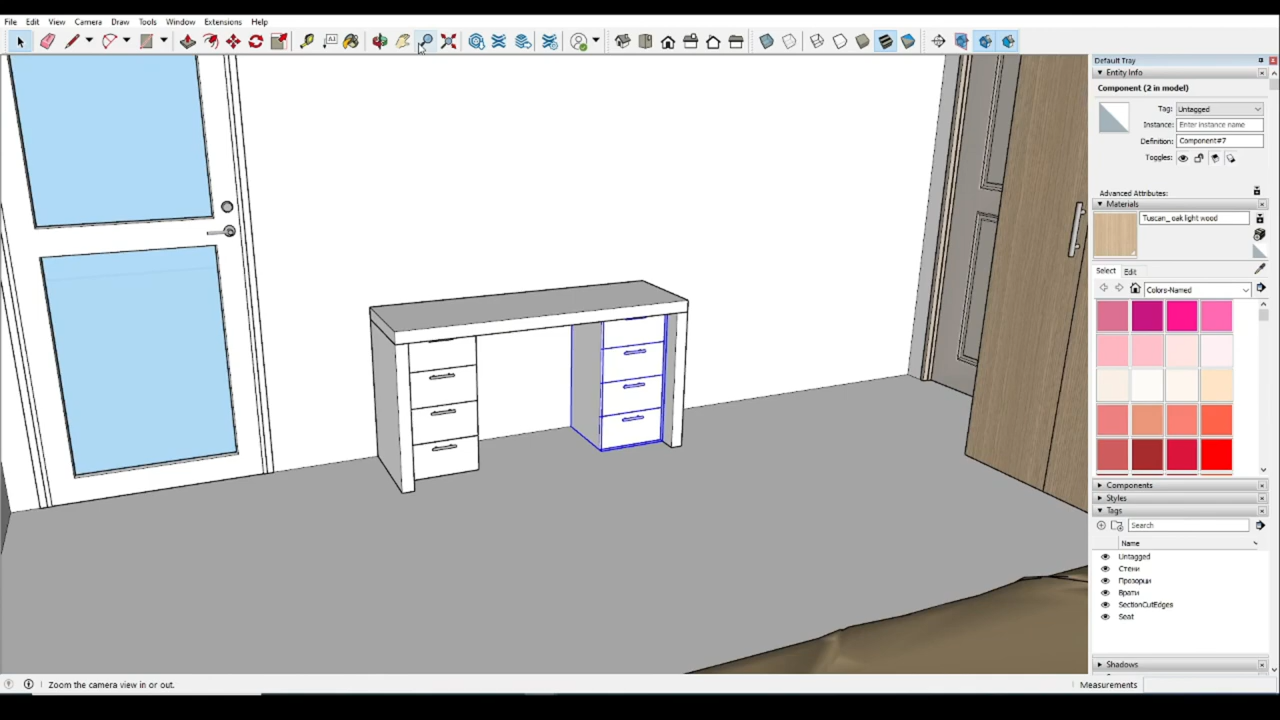 File Edit View Camera Draw Tools Window Extensions Help
Default Tray
Entity Info
Component (2 in model)
Tag: Untagged
Instance: Enter instance name
Definition: Component#7
Toggles:
Advanced Attributes:
Materials
Tuscan_ oak light wood
Select Edit
Colors-Named
Components
Styles
Tags
Search
Name
Untagged
Стени
Прозорци
Врати
SectionCutEdges
Seat
Shadows
Zoom the camera view in or out.
Measurements